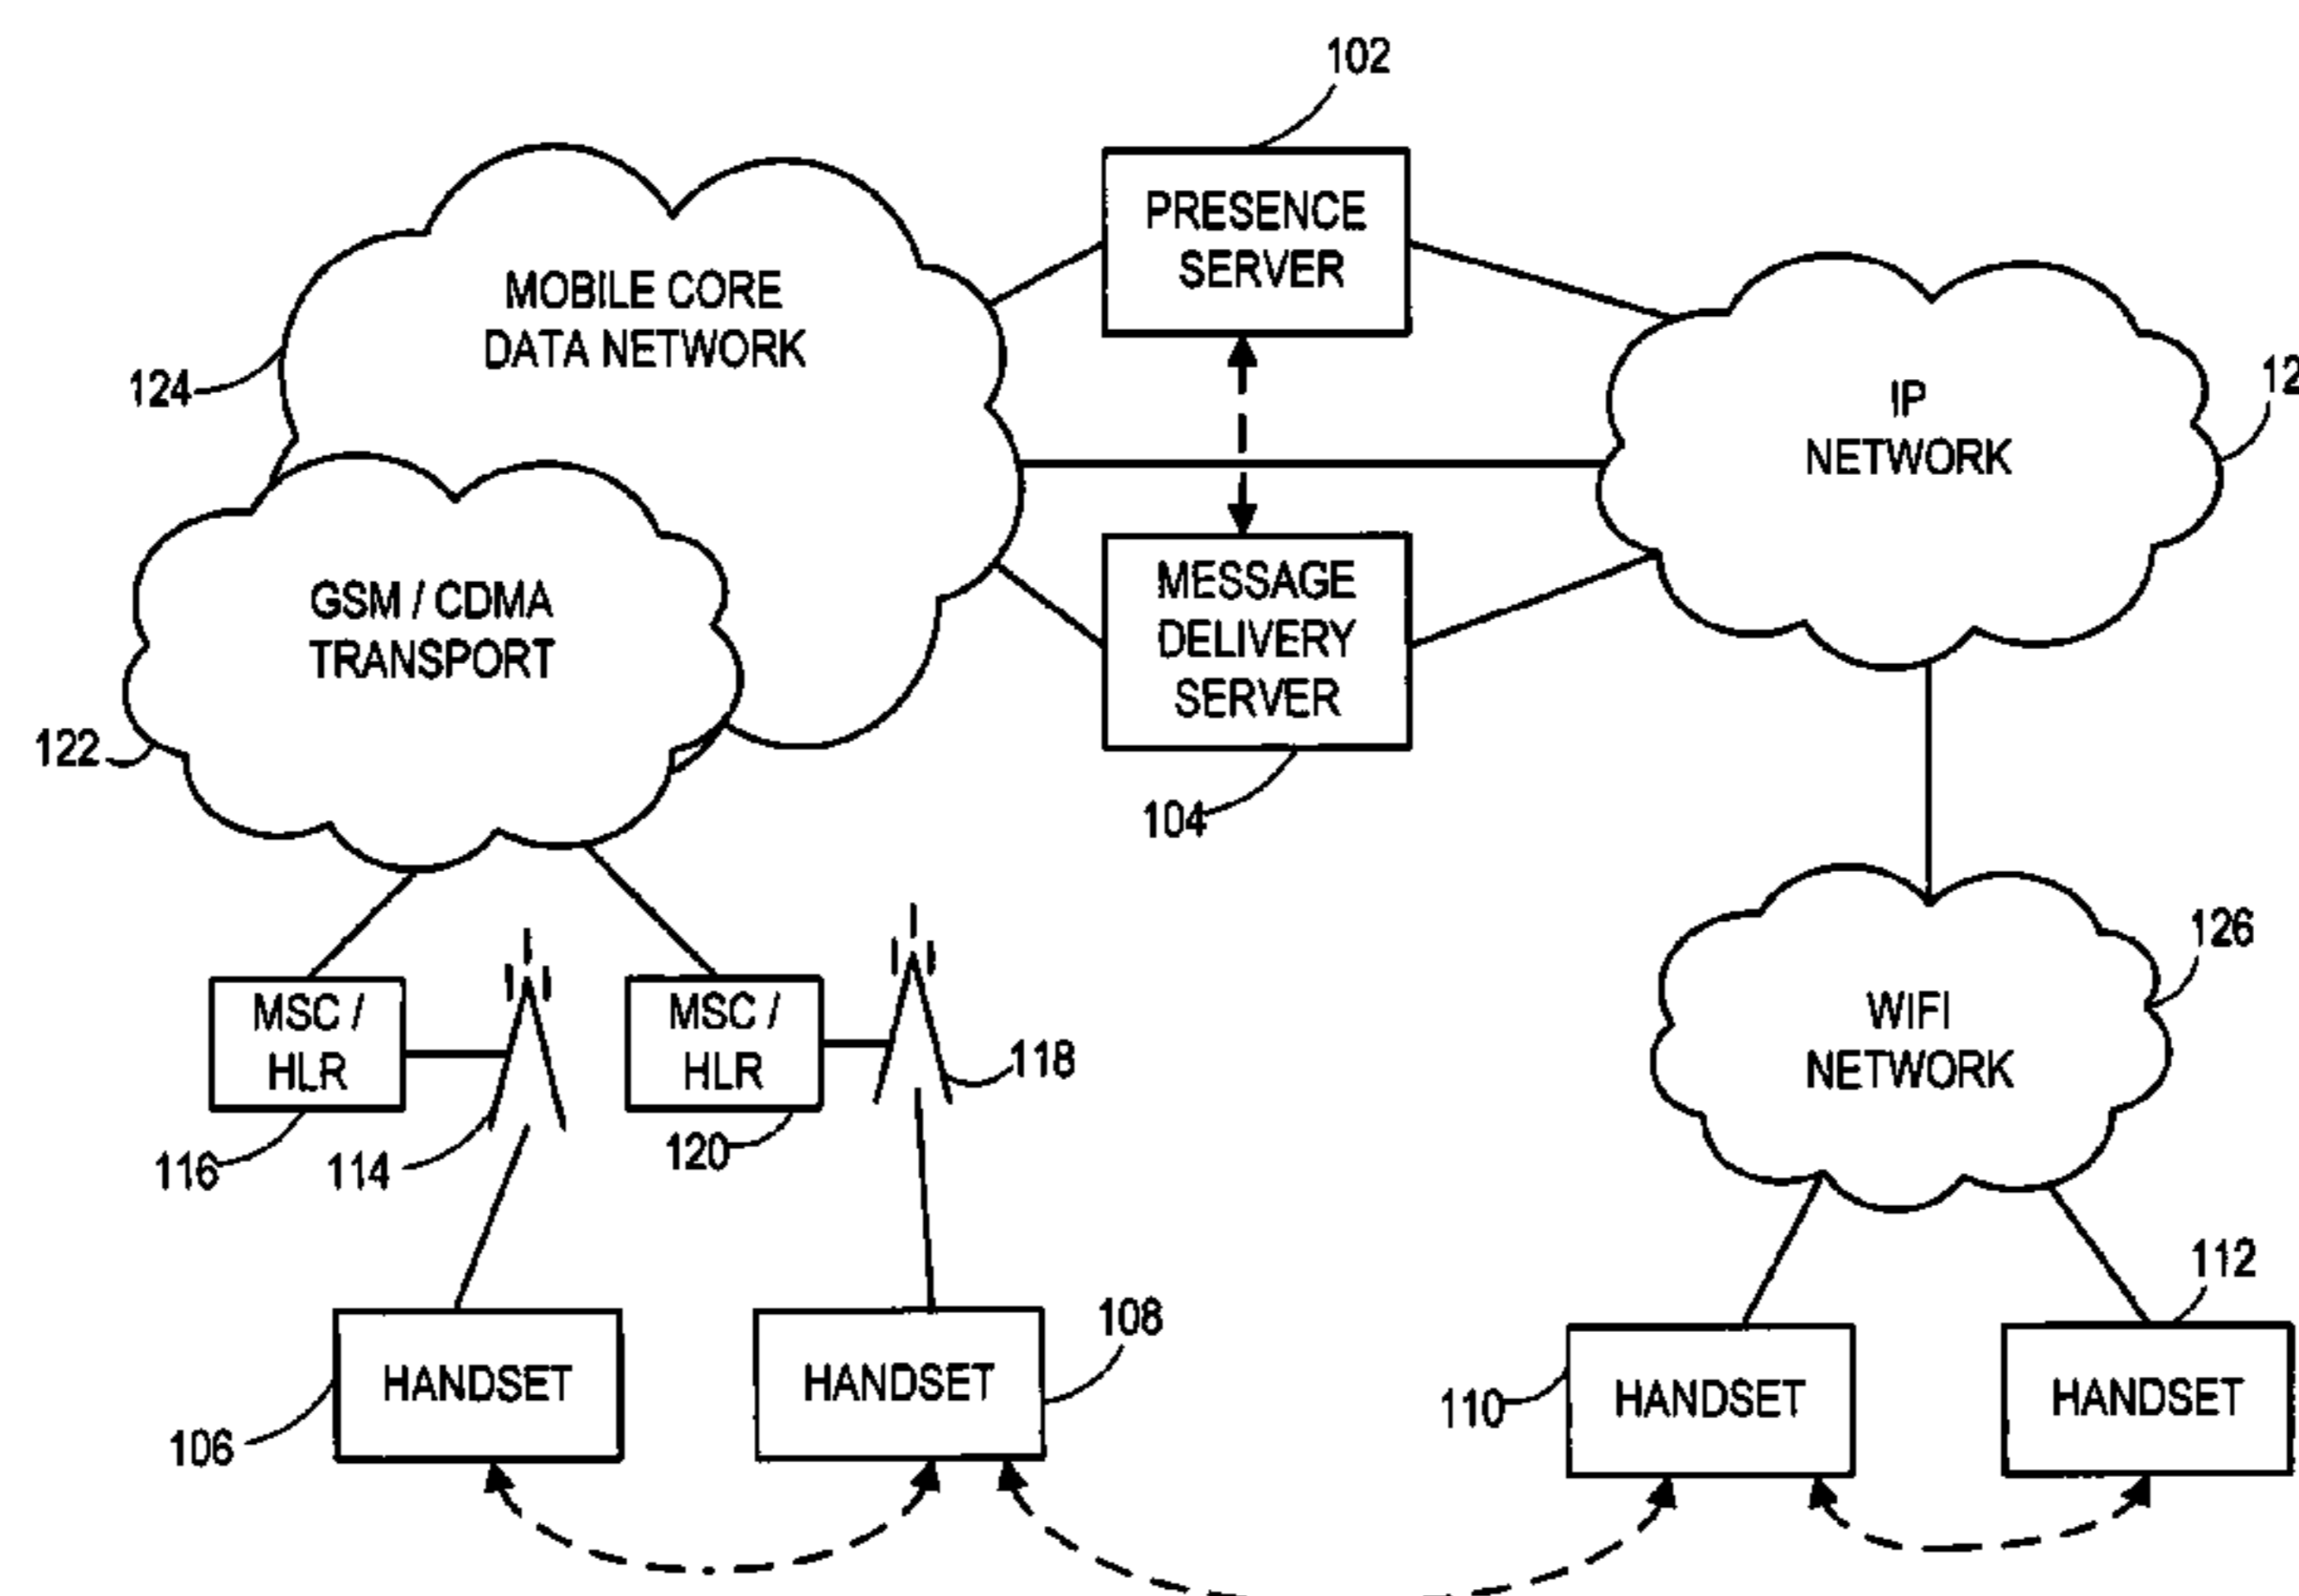 102
PRESENCE
SERVER
MOBILE CORE
DATA NETWORK
124
IP
NETWORK
GSM / CDMA
TRANSPORT
MESSAGE
DELIVERY
SERVER
122
104
126
WIFI
NETWORK
MSC /
HLR
MSC /
HLR
118
116
114
120
112
108
HANDSET
HANDSET
110
HANDSET
HANDSET
106